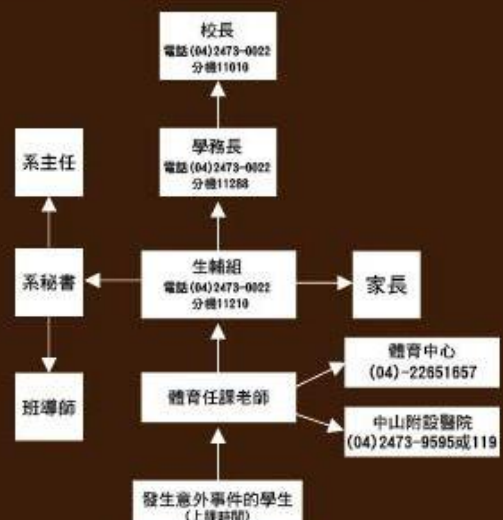 校長
電話(04)2473-0022
分機11010
學務長
電話(04)2473-0022
分機11288
系主任
生輔組
電話(04)2473-0022
分機11210
系秘書
家長
體育中心
(04)-22651657
體育任課老師
班導師
中山附設醫院
(04)2473-9595或119
發生意外事件的學生
(上課時間)